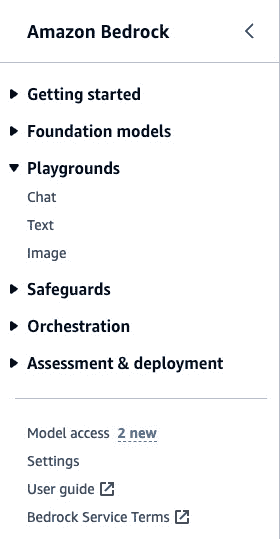 Amazon Bedrock
Getting started
Foundation models
Playgrounds
Chat
Text
Image
Safeguards
Orchestration
Assessment & deployment
Model access 2 new
Settings
User guide
Bedrock Service Terms